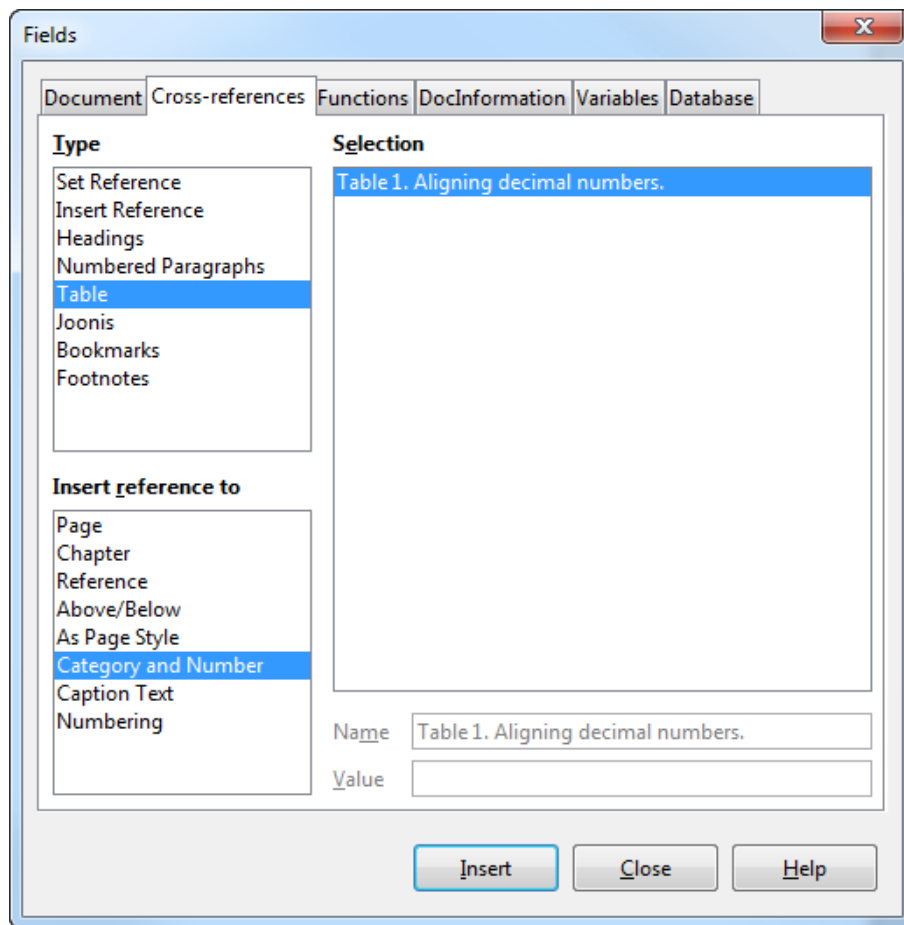 Fields
Document Cross-references Functions DocInformation Variables Database
Type
Set Reference
Insert Reference
Headings
Numbered Paragraphs
Table
Joonis
Bookmarks
Footnotes
Insert reference to
Page
Chapter
Reference
Above/Below
As Page Style
Category and Number
Caption Text
Numbering
Selection
Table 1. Aligning decimal numbers.
Name Table 1. Aligning decimal numbers.
Value
Insert Close Help